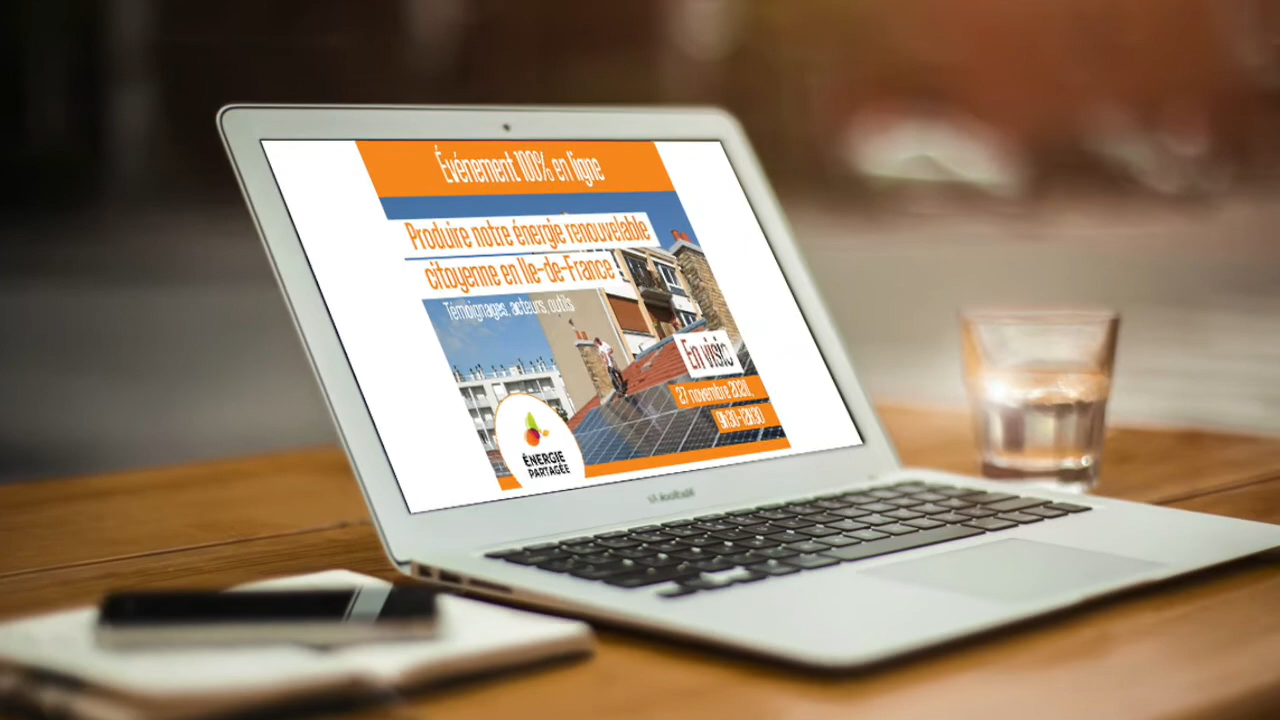 Événement 100% en ligne
Produire notre énergie renouvelable
citoyenne en Ile-de-France
Témoignages, acteurs, outils
En visio
27 novembre 2020,
9h30-12h30
ÉNERGIE
PARTAGÉE